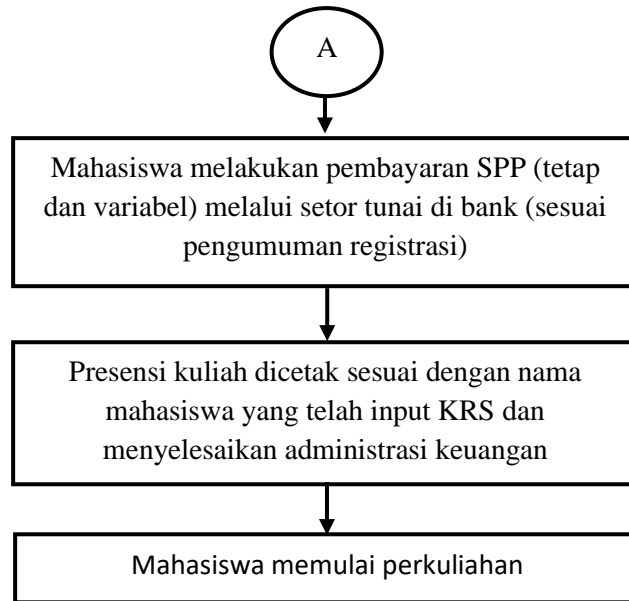 A
Mahasiswa melakukan pembayaran SPP (tetap
dan variabel) melalui setor tunai di bank (sesuai
pengumuman registrasi)
Presensi kuliah dicetak sesuai dengan nama
mahasiswa yang telah input KRS dan
menyelesaikan administrasi keuangan
Mahasiswa memulai perkuliahan